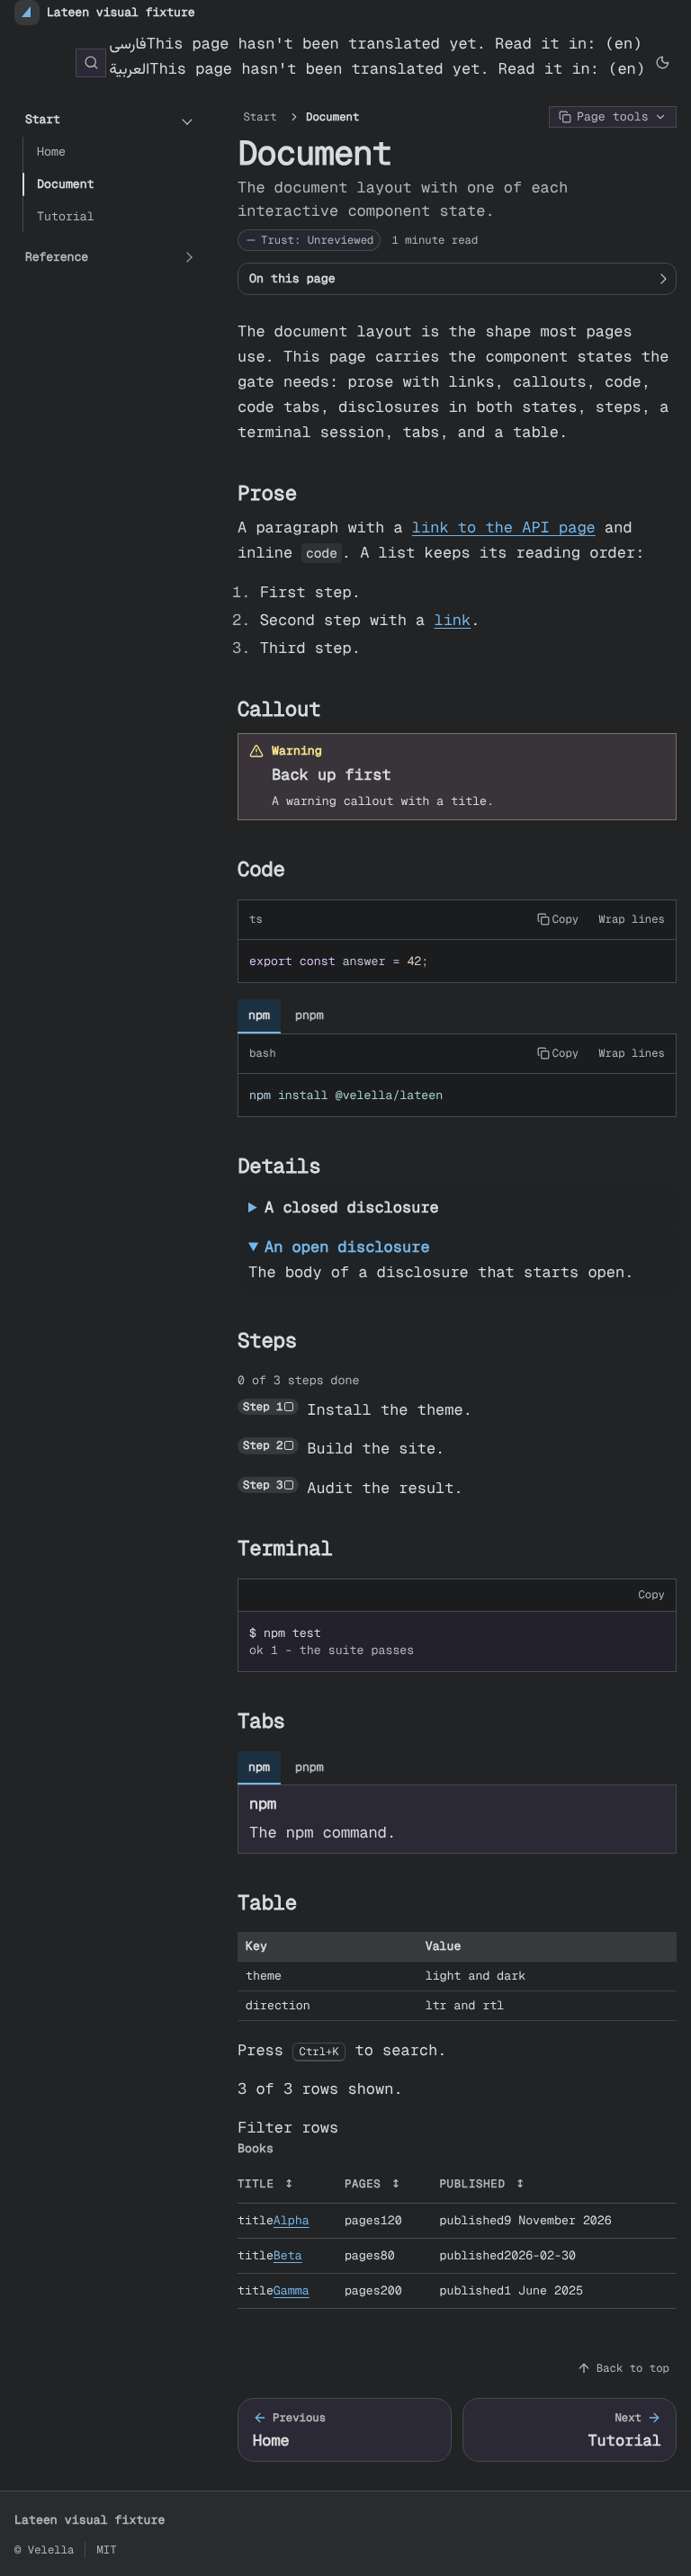 Lateen visual fixture
فارسیThis page hasn't been translated yet. Read it in: (en)
العربيةThis page hasn't been translated yet. Read it in: (en)
Start
Home
Document
Tutorial
Reference
Start > Document
Page tools
Document
The document layout with one of each
interactive component state.
— Trust: Unreviewed
1 minute read
On this page
The document layout is the shape most pages
use. This page carries the component states the
gate needs: prose with links, callouts, code,
code tabs, disclosures in both states, steps, a
terminal session, tabs, and a table.
Prose
A paragraph with a link to the API page and
inline code. A list keeps its reading order:
1. First step.
2. Second step with a link.
3. Third step.
Callout
Warning
Back up first
A warning callout with a title.
Code
ts Copy Wrap lines
export const answer = 42;
npm pnpm
bash Copy Wrap lines
npm install @velella/lateen
Details
A closed disclosure
An open disclosure
The body of a disclosure that starts open.
Steps
0 of 3 steps done
Step 1 Install the theme.
Step 2 Build the site.
Step 3 Audit the result.
Terminal
Copy
$ npm test
ok 1 - the suite passes
Tabs
npm pnpm
npm
The npm command.
Table
Key Value
theme light and dark
direction ltr and rtl
Press Ctrl+K to search.
3 of 3 rows shown.
Filter rows
Books
TITLE ↕ PAGES ↕ PUBLISHED ↕
titleAlpha pages120 published9 November 2026
titleBeta pages80 published2026-02-30
titleGamma pages200 published1 June 2025
↑ Back to top
← Previous
Home
Next →
Tutorial
Lateen visual fixture
© Velella | MIT